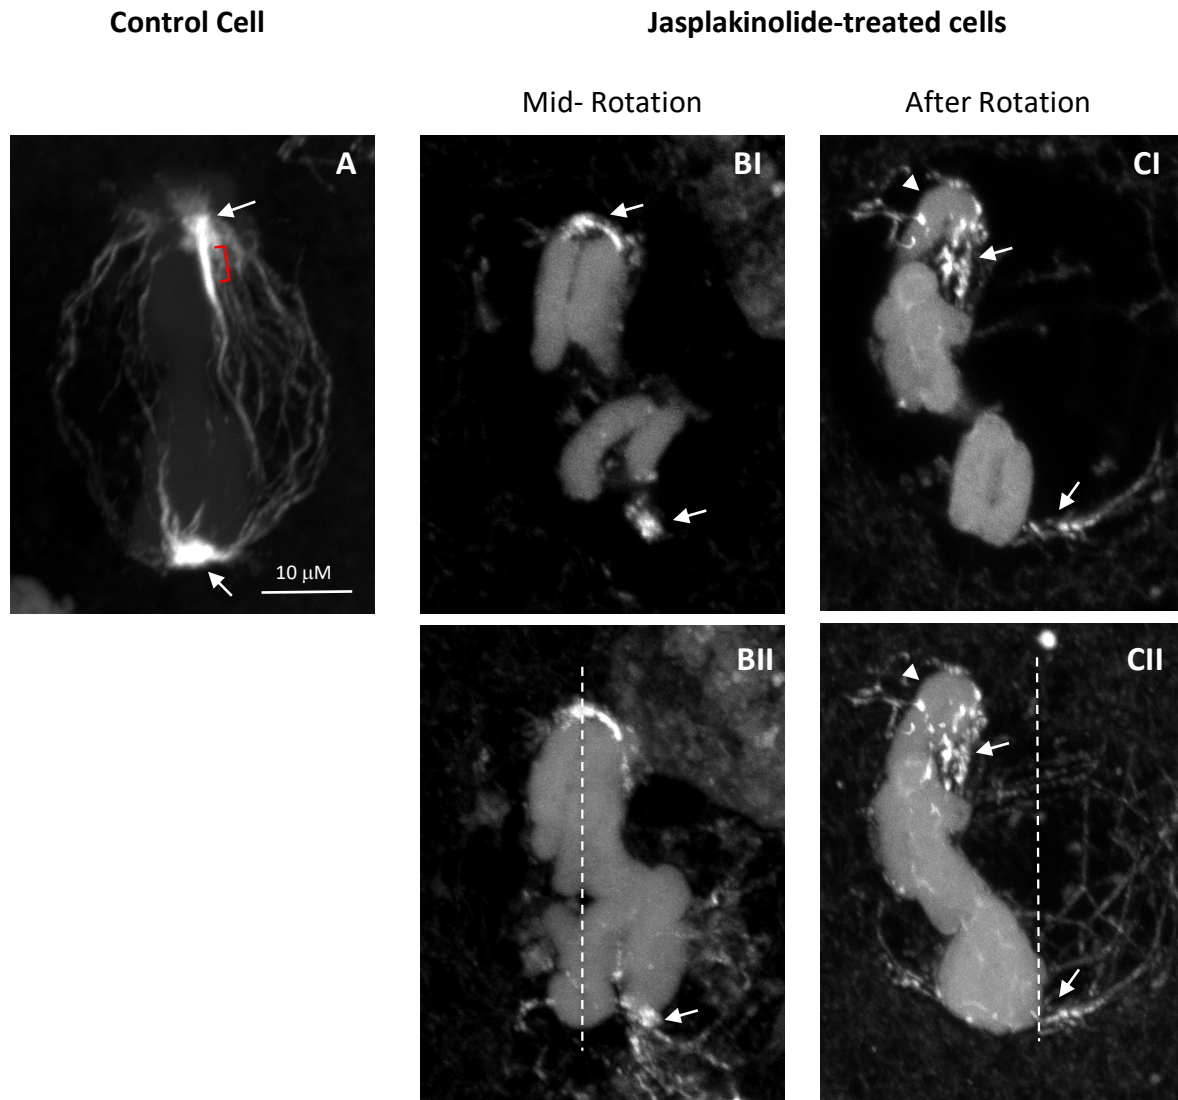 Control Cell
Jasplakinolide-treated cells
Mid- Rotation
After Rotation
A
BI
CI
10 μM
BII
CII